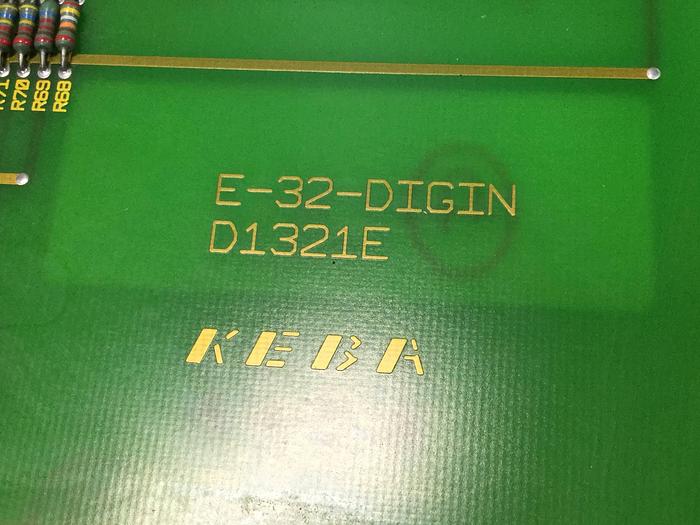 R71
R70
R69
R68
E-32-DIGIN
D1321E
KEBA